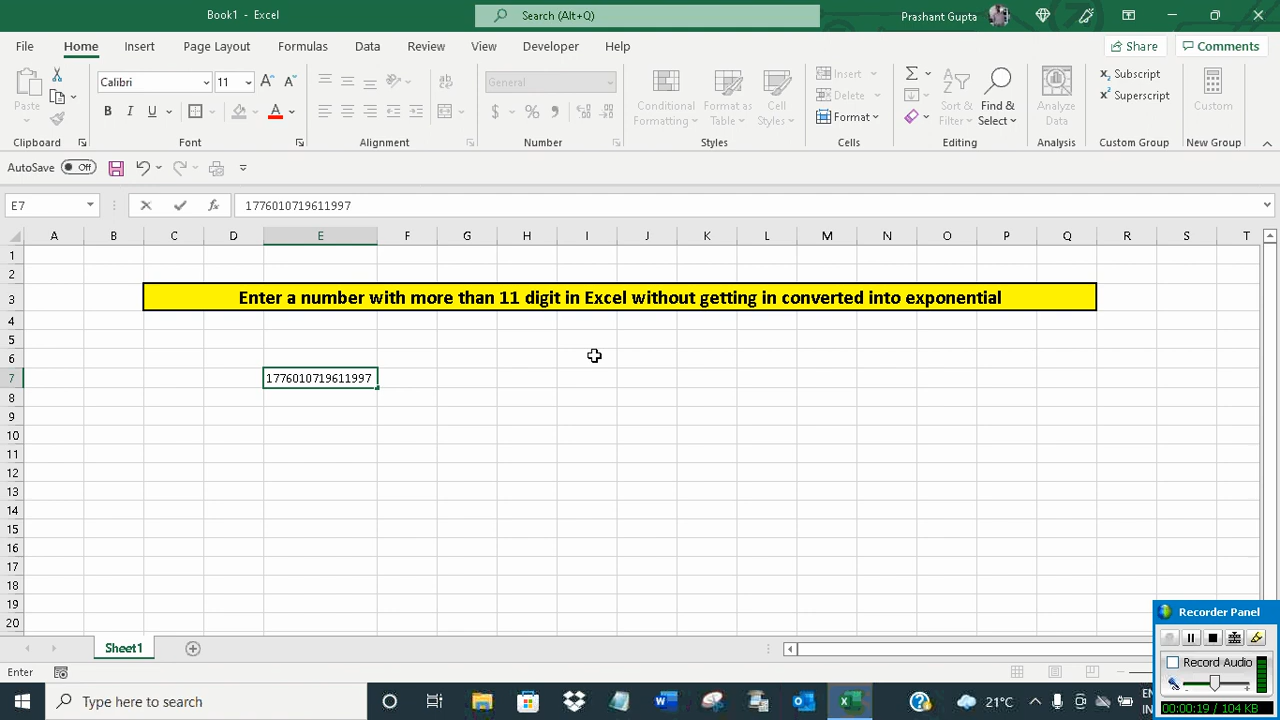 Book1 - Excel
Search (Alt+Q)
Prashant Gupta
File Home Insert Page Layout Formulas Data Review View Developer Help
Share Comments
Paste
Calibri 11
B I U
General
Conditional Formatting
Format as Table
Cell Styles
Insert
Delete
Format
Sort & Filter
Find & Select
Analyze Data
Subscript
Superscript
Custom
Clipboard Font Alignment Number Styles Cells Editing Analysis Custom Group New Group
AutoSave Off
E7 fx 1776010719611997
A B C D E F G H I J K L M N O P Q R S T
1
2
3 Enter a number with more than 11 digit in Excel without getting in converted into exponential
4
5
6
7 1776010719611997
8
9
10
11
12
13
14
15
16
17
18
19
20
Sheet1
Enter
Recorder Panel
Record Audio
00:00:19 / 104 KB
Type here to search
21°C